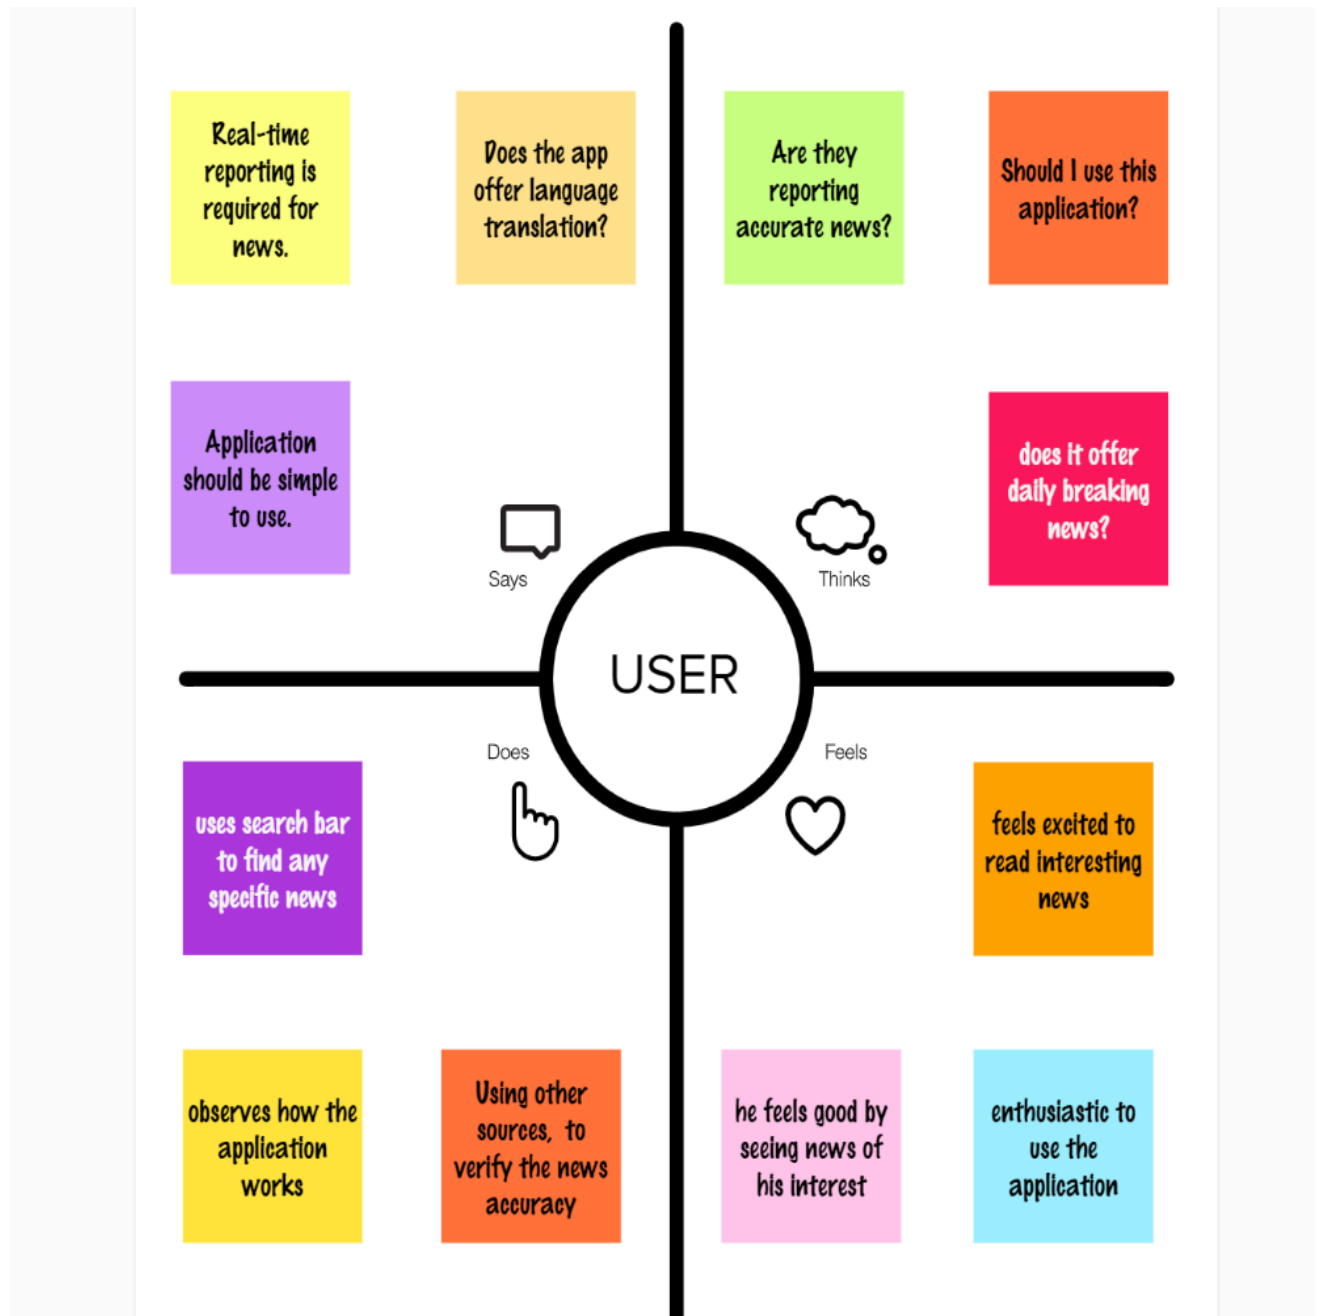 Real-time
reporting is
required for
news.
Does the app
offer language
translation?
Are they
reporting
accurate news?
Should I use this
application?
Application
should be simple
to use.
does it offer
daily breaking
news?
Says
Thinks
USER
Does
Feels
uses search bar
to find any
specific news
feels excited to
read interesting
news
observes how the
application
works
Using other
sources, to
verify the news
accuracy
he feels good by
seeing news of
his interest
enthusiastic to
use the
application